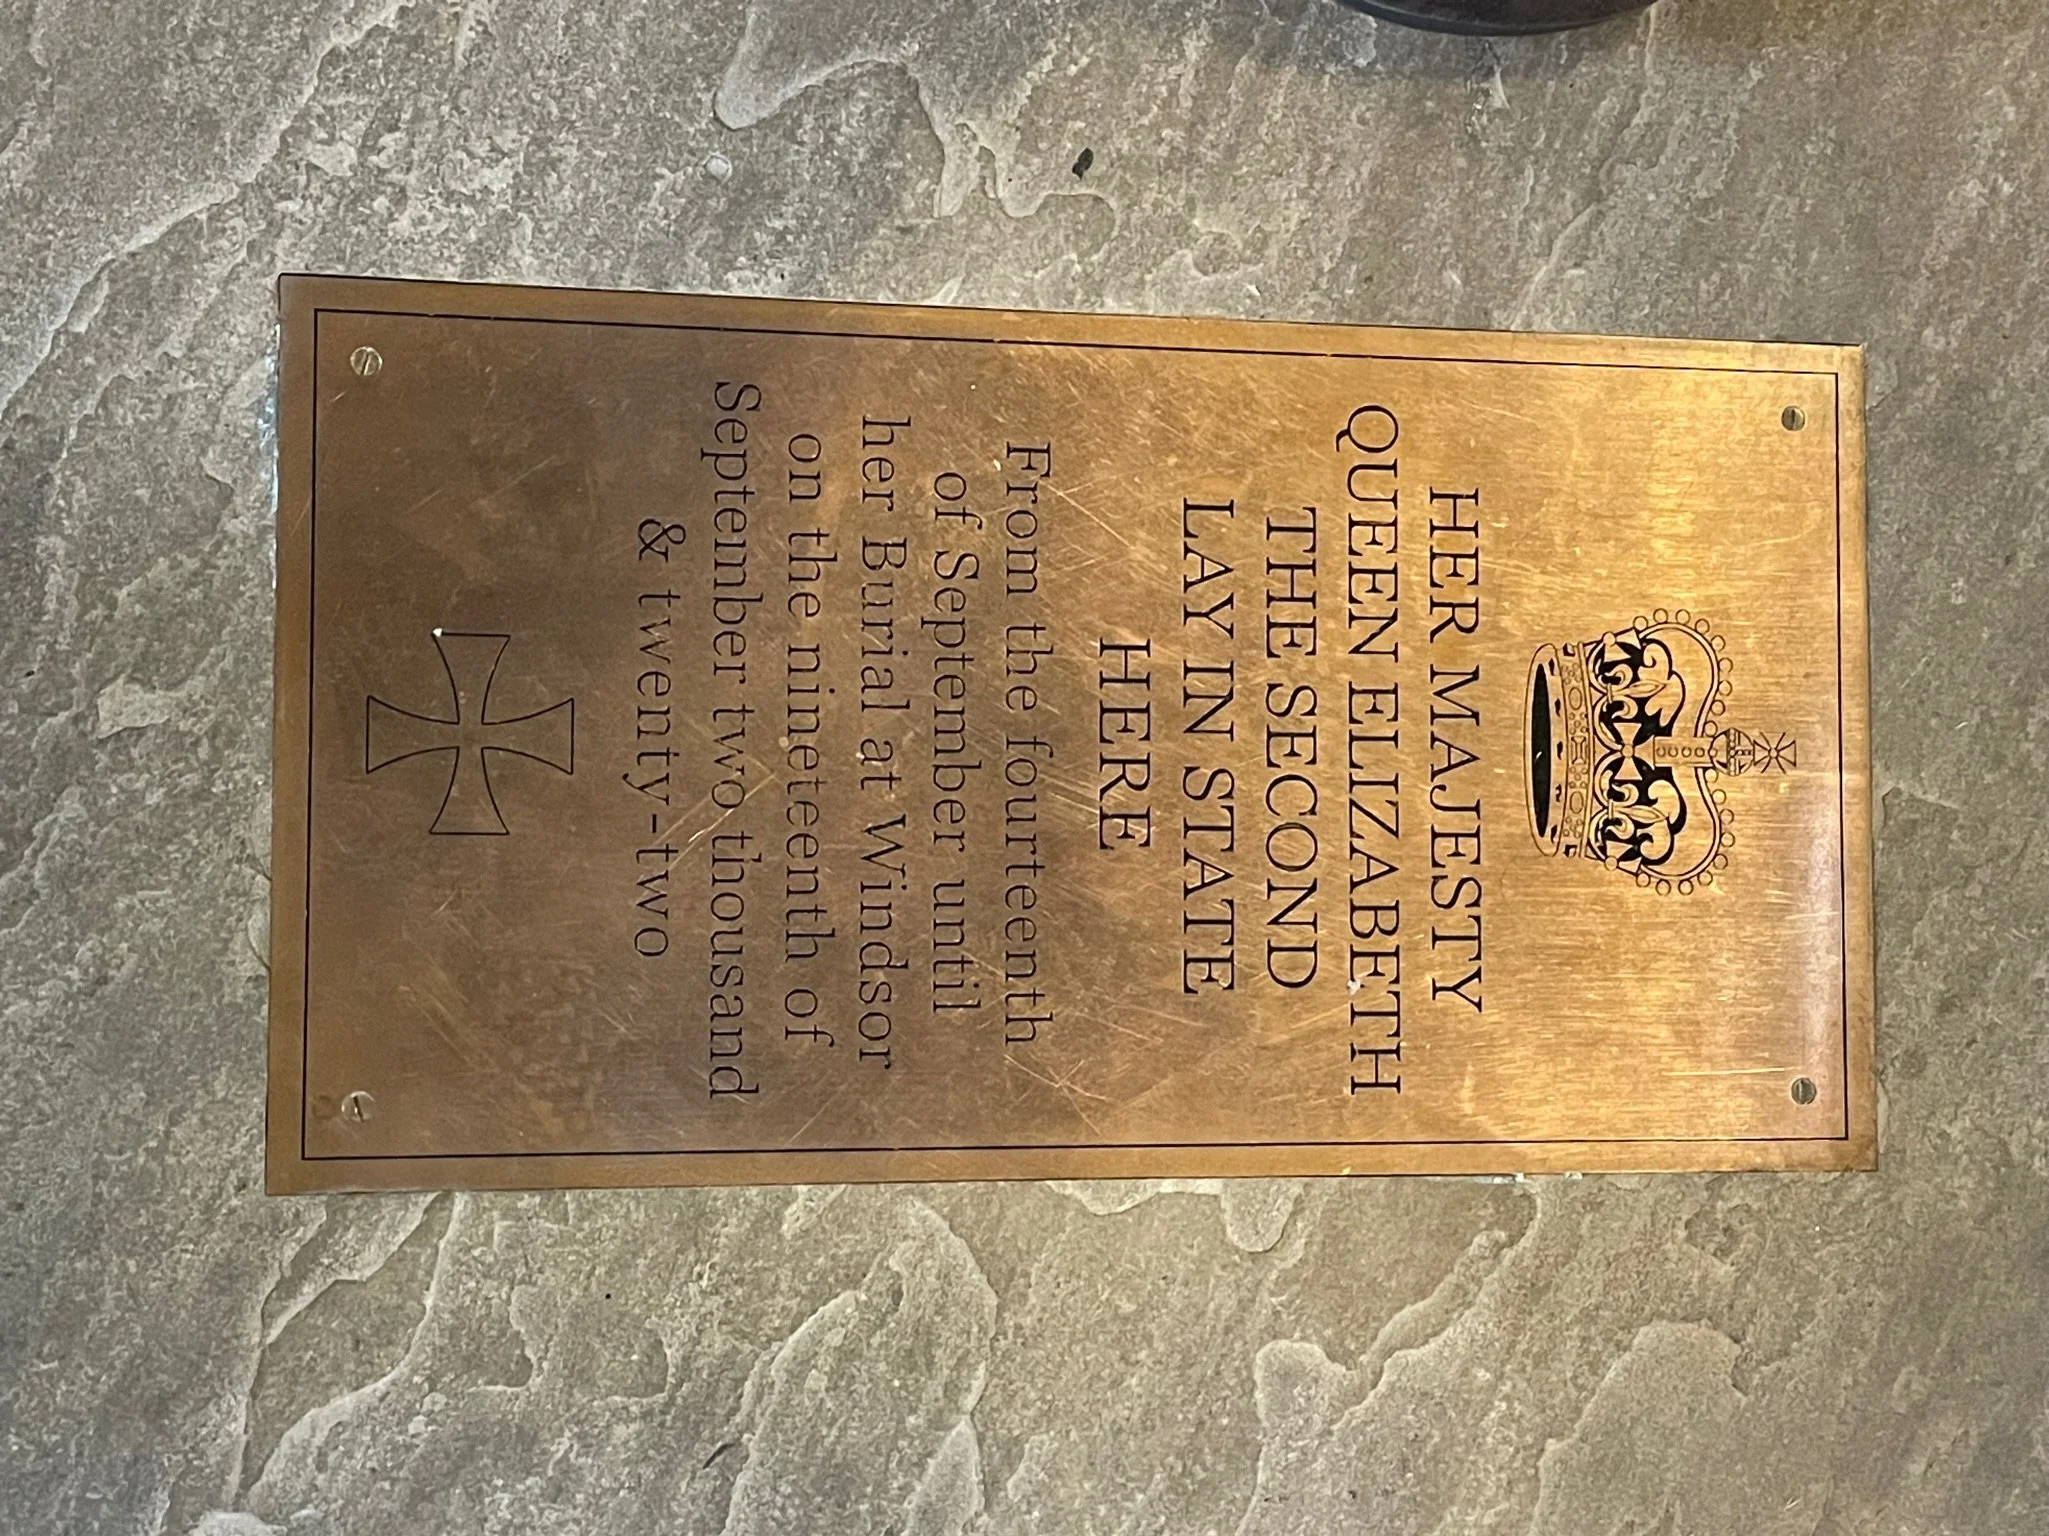 HER MAJESTY
QUEEN ELIZABETH
THE SECOND
LAY IN STATE
HERE
From the fourteenth
of September until
her Burial at Windsor
on the nineteenth of
September two thousand
& twenty-two